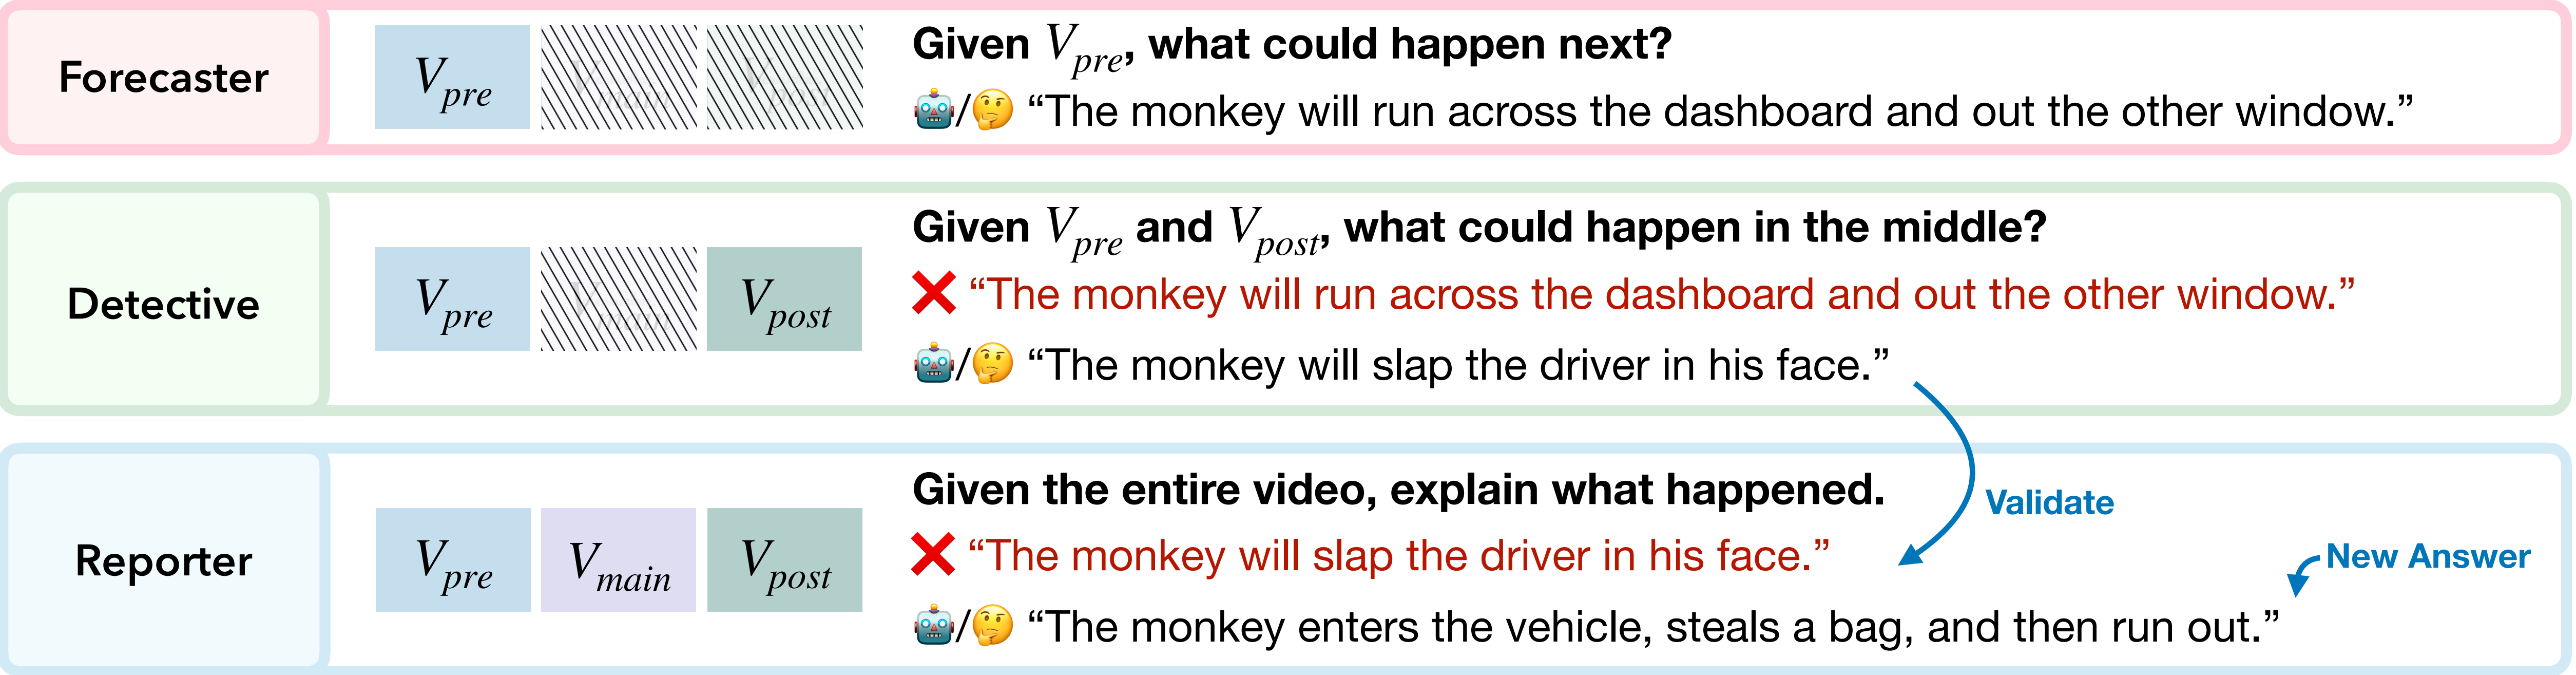 Forecaster
V_pre
V_main
V_post
Given V_pre, what could happen next?
🤖/🤔 “The monkey will run across the dashboard and out the other window.”
Detective
V_pre
V_main
V_post
Given V_pre and V_post, what could happen in the middle?
❌ “The monkey will run across the dashboard and out the other window.”
🤖/🤔 “The monkey will slap the driver in his face.”
Reporter
V_pre
V_main
V_post
Given the entire video, explain what happened.
Validate
❌ “The monkey will slap the driver in his face.”
New Answer
🤖/🤔 “The monkey enters the vehicle, steals a bag, and then run out.”